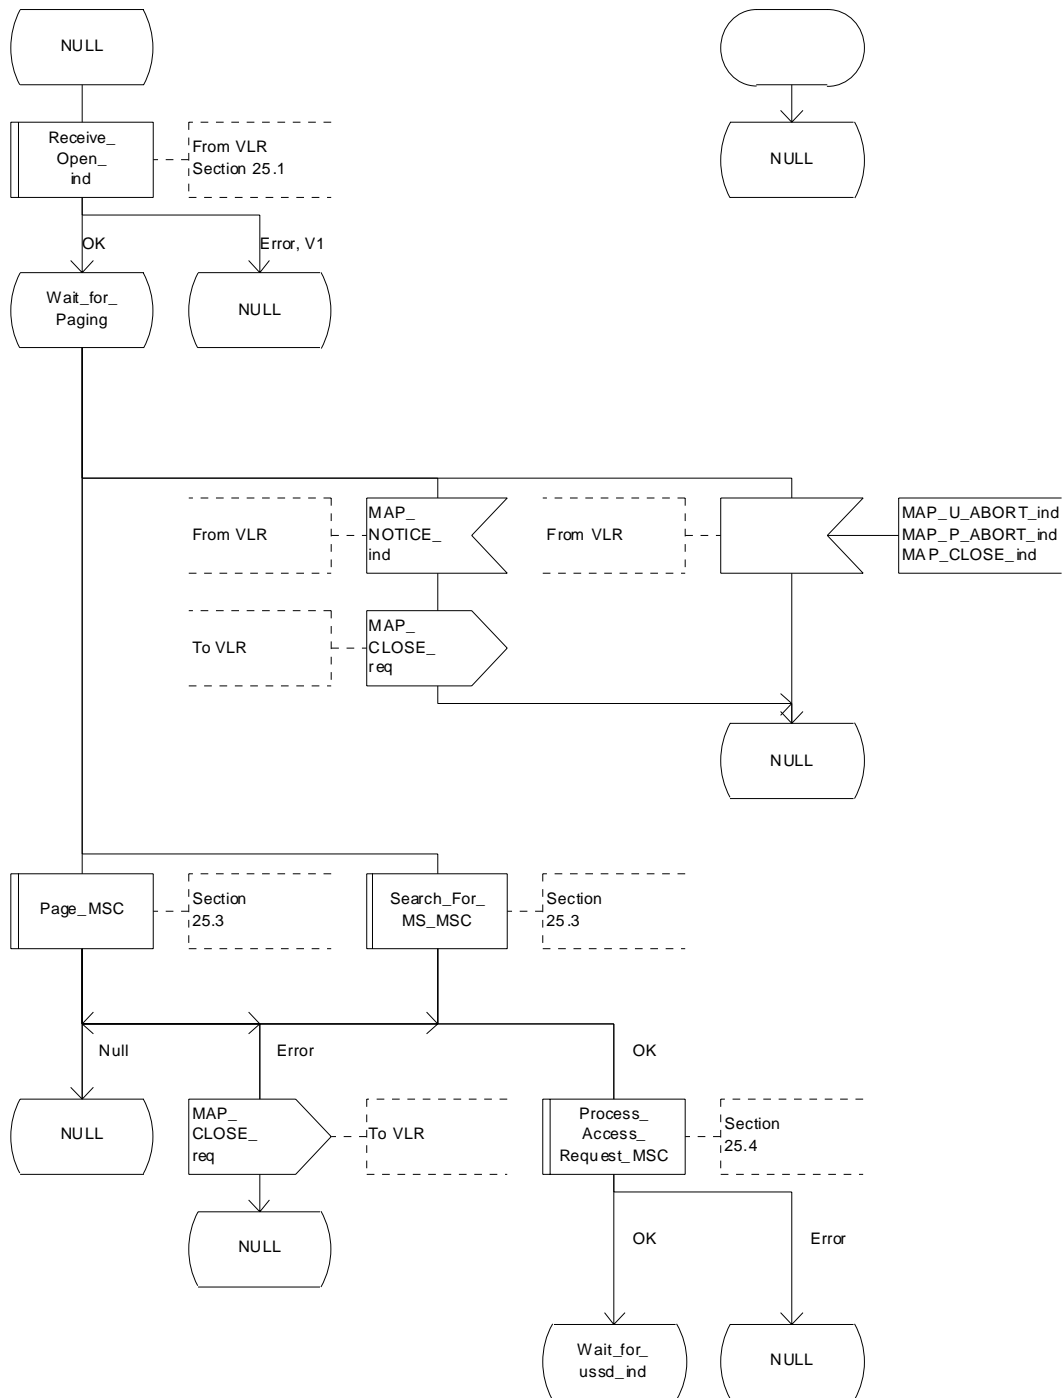 NULL
Receive_
Open_
ind
From VLR
Section 25.1
NULL
OK
Error, V1
Wait_for_
Paging
NULL
From VLR
MAP_
NOTICE_
ind
From VLR
MAP_U_ABORT_ind
MAP_P_ABORT_ind
MAP_CLOSE_ind
To VLR
MAP_
CLOSE_
req
NULL
Page_MSC
Section
25.3
Search_For_
MS_MSC
Section
25.3
Null
Error
OK
NULL
MAP_
CLOSE_
req
To VLR
Process_
Access_
Request_MSC
Section
25.4
NULL
OK
Error
Wait_for_
ussd_ind
NULL